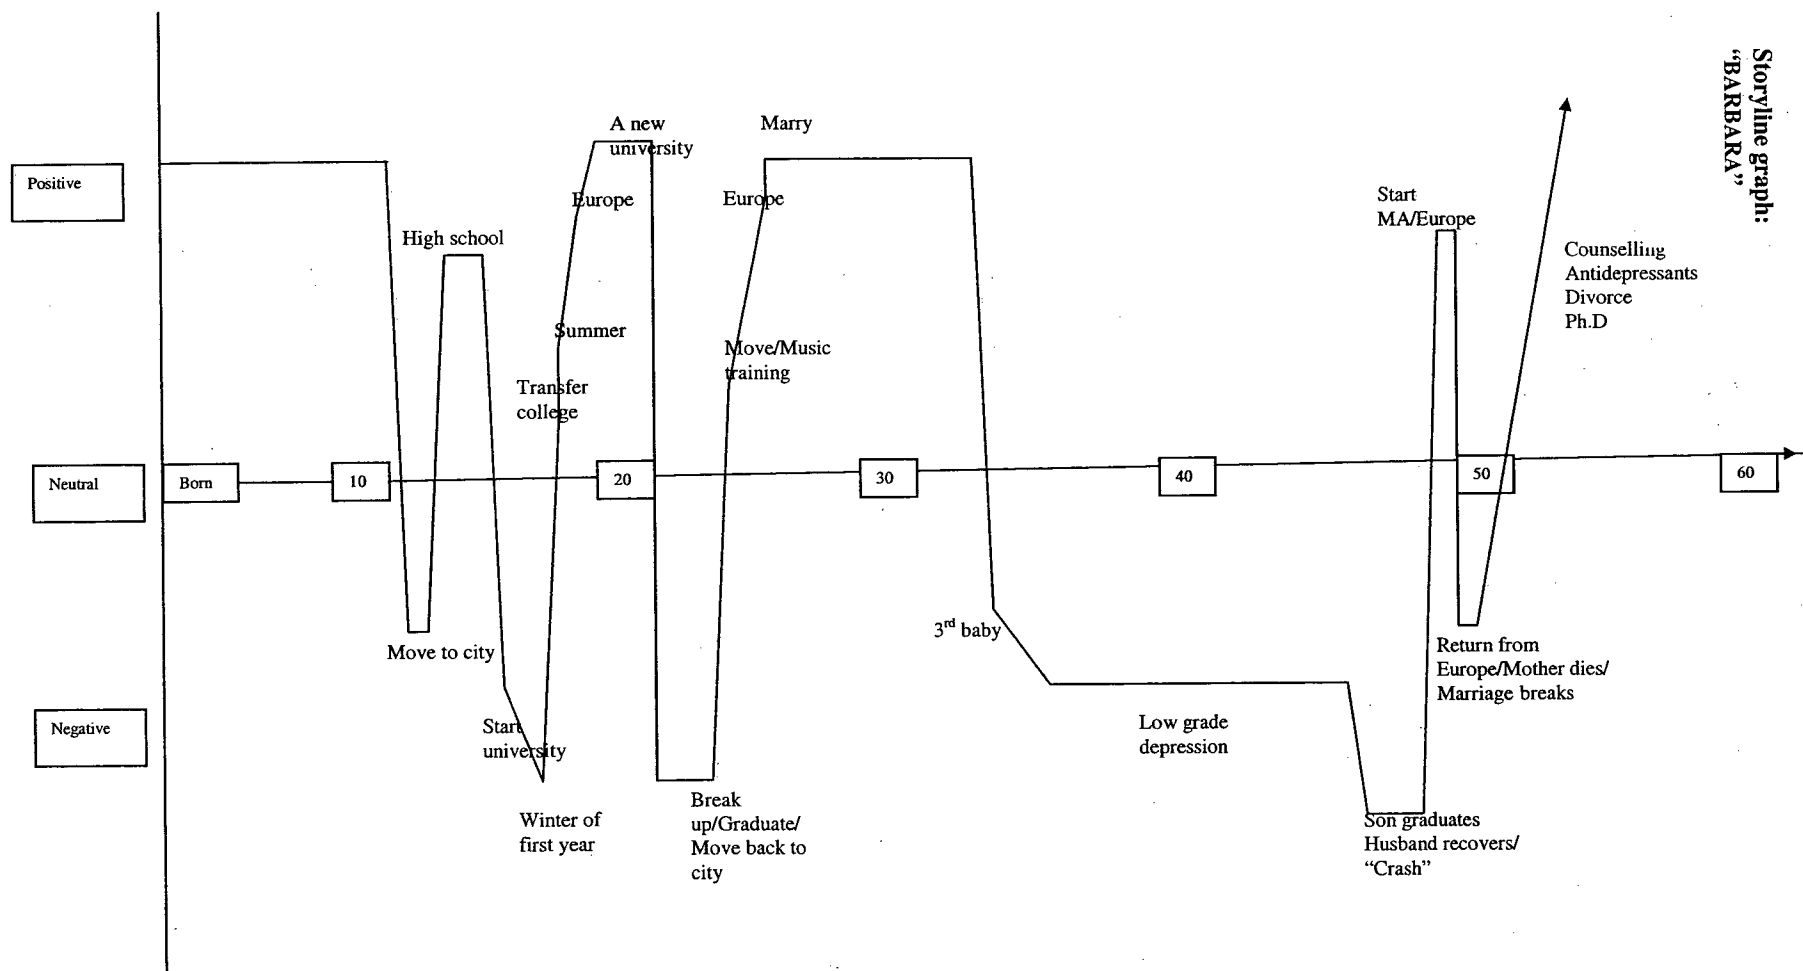 Storyline graph:
“BARBARA”
A new
university
Marry
Positive
Europe
Europe
Start
MA/Europe
High school
Counselling
Antidepressants
Divorce
Ph.D
Summer
Move/Music
training
Transfer
college
Neutral
Born
10
20
30
40
50
60
3rd baby
Move to city
Return from
Europe/Mother dies/
Marriage breaks
Negative
Start
university
Low grade
depression
Break
up/Graduate/
Move back to
city
Winter of
first year
Son graduates
Husband recovers/
“Crash”